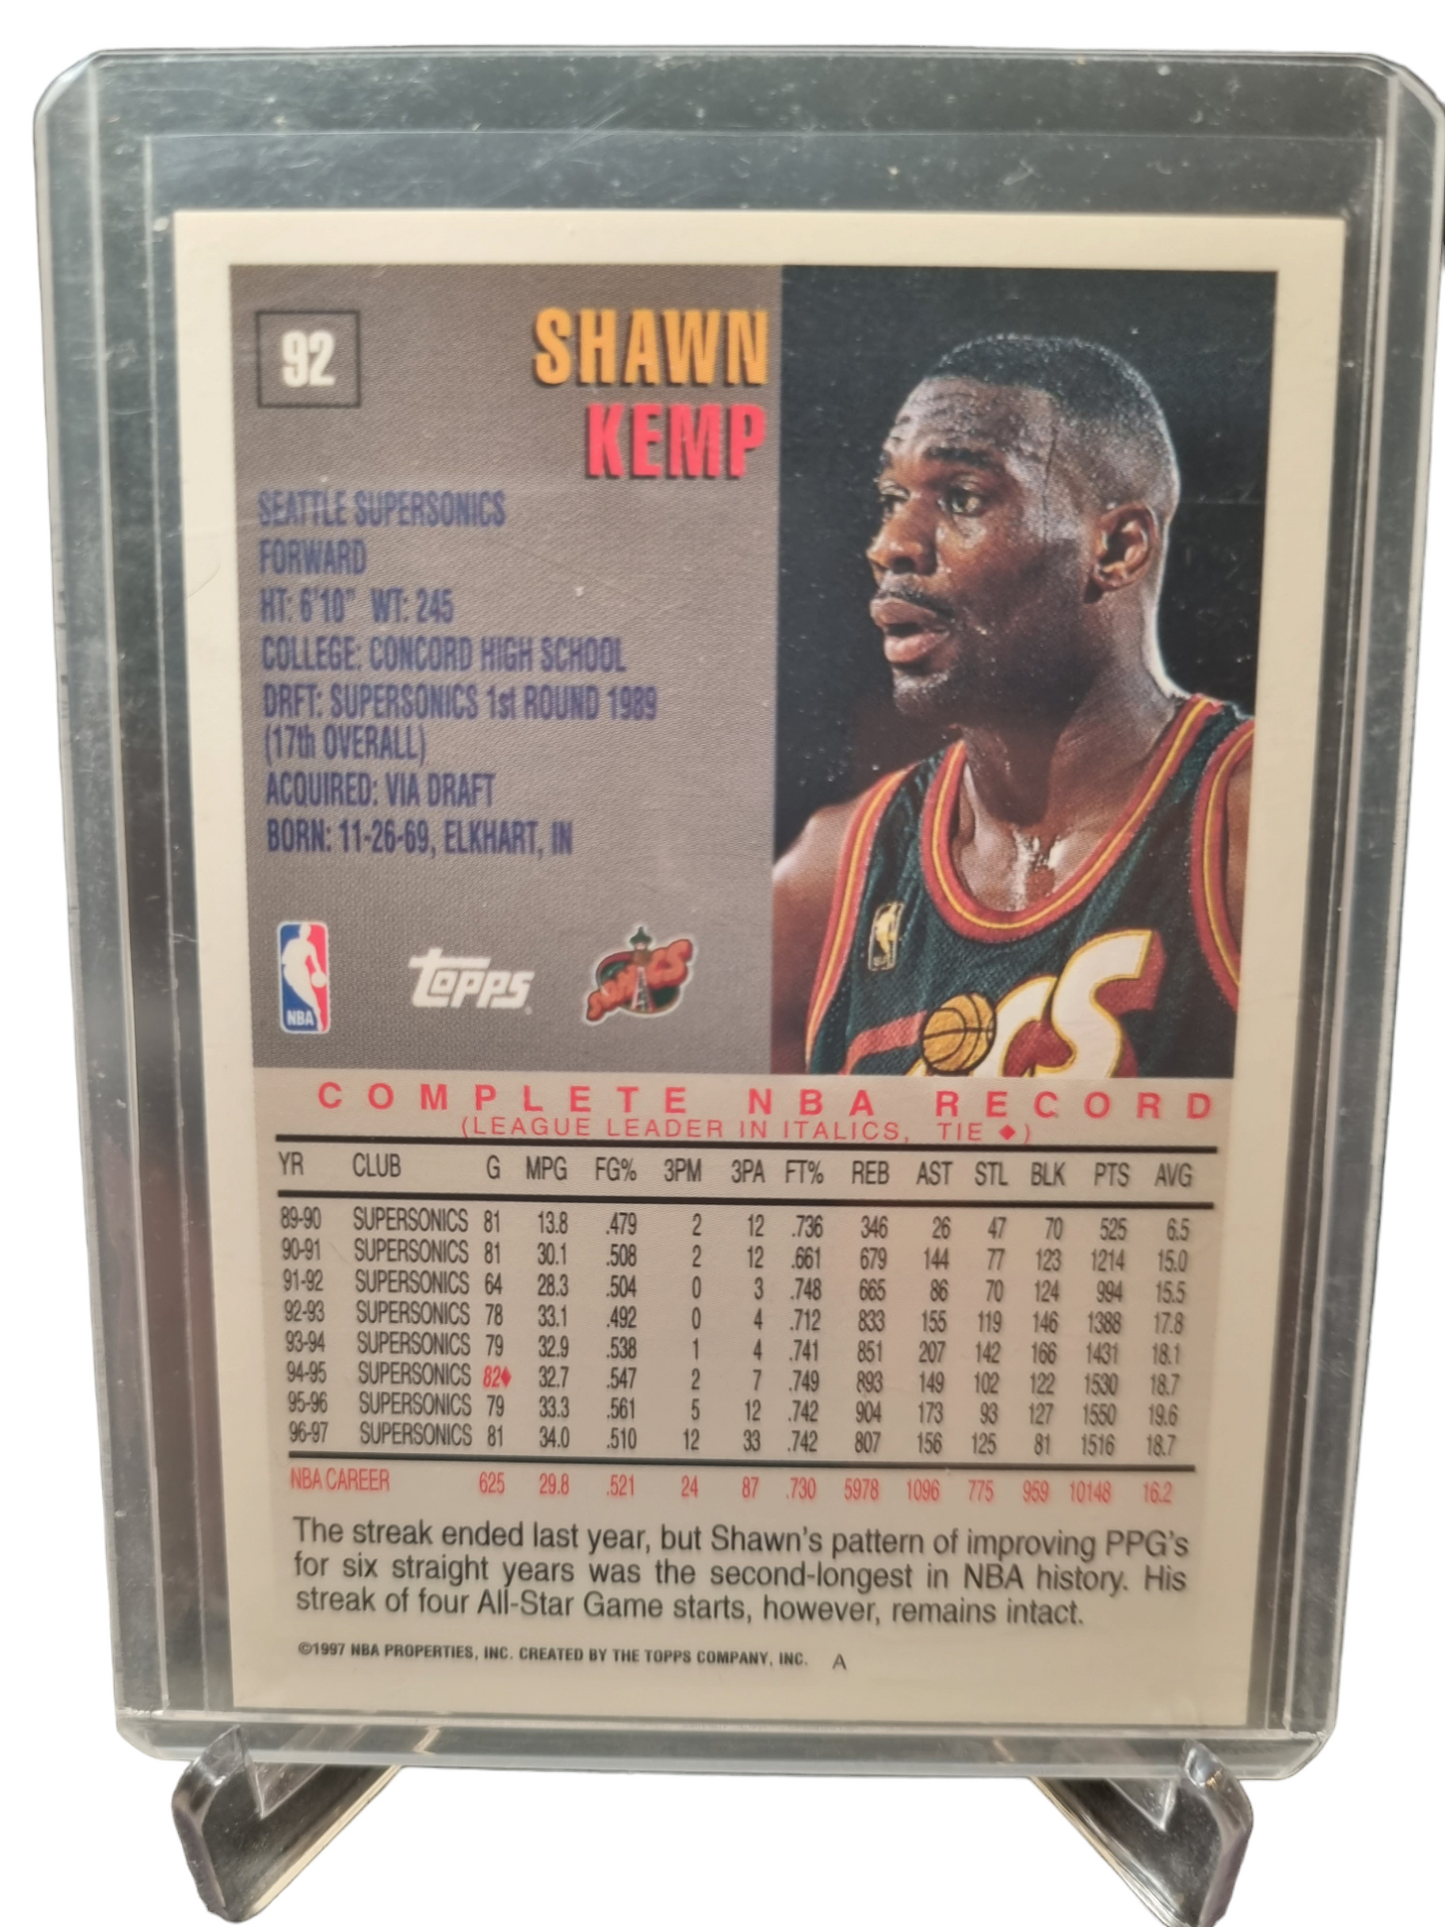 92
SHAWN
KEMP
SEATTLE SUPERSONICS
FORWARD
HT: 6'10" WT: 245
COLLEGE: CONCORD HIGH SCHOOL
DRFT: SUPERSONICS 1st ROUND 1989
(17th OVERALL)
ACQUIRED: VIA DRAFT
BORN: 11-26-69, ELKHART, IN
NBA
TOPPS
SONICS
CS
COMPLETE NBA RECORD
(LEAGUE LEADER IN ITALICS, TIE ♦)
YR CLUB G MPG FG% 3PM 3PA FT% REB AST STL BLK PTS AVG
89-90 SUPERSONICS 81 13.8 .479 2 12 .736 346 26 47 70 525 6.5
90-91 SUPERSONICS 81 30.1 .508 2 12 .661 679 144 77 123 1214 15.0
91-92 SUPERSONICS 64 28.3 .504 0 3 .748 665 86 70 124 994 15.5
92-93 SUPERSONICS 78 33.1 .492 0 4 .712 833 155 119 146 1388 17.8
93-94 SUPERSONICS 79 32.9 .538 1 4 .741 851 207 142 166 1431 18.1
94-95 SUPERSONICS 82♦ 32.7 .547 2 7 .749 893 149 102 122 1530 18.7
95-96 SUPERSONICS 79 33.3 .561 5 12 .742 904 173 93 127 1550 19.6
96-97 SUPERSONICS 81 34.0 .510 12 33 .742 807 156 125 81 1516 18.7
NBA CAREER 625 29.8 .521 24 87 .730 5978 1096 775 959 10148 16.2
The streak ended last year, but Shawn's pattern of improving PPG's
for six straight years was the second-longest in NBA history. His
streak of four All-Star Game starts, however, remains intact.
©1997 NBA PROPERTIES, INC. CREATED BY THE TOPPS COMPANY, INC. A